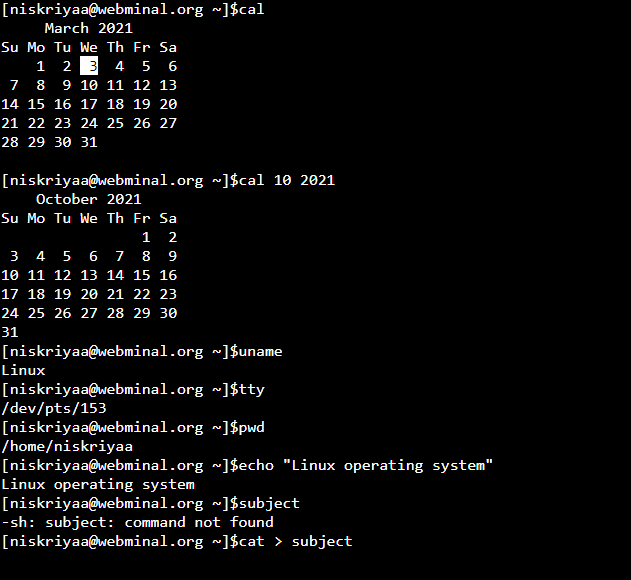 [niskriyaa@webminal.org ~]$cal
     March 2021
Su Mo Tu We Th Fr Sa
    1  2  3  4  5  6
 7  8  9 10 11 12 13
14 15 16 17 18 19 20
21 22 23 24 25 26 27
28 29 30 31

[niskriyaa@webminal.org ~]$cal 10 2021
    October 2021
Su Mo Tu We Th Fr Sa
                1  2
 3  4  5  6  7  8  9
10 11 12 13 14 15 16
17 18 19 20 21 22 23
24 25 26 27 28 29 30
31
[niskriyaa@webminal.org ~]$uname
Linux
[niskriyaa@webminal.org ~]$tty
/dev/pts/153
[niskriyaa@webminal.org ~]$pwd
/home/niskriyaa
[niskriyaa@webminal.org ~]$echo "Linux operating system"
Linux operating system
[niskriyaa@webminal.org ~]$subject
-sh: subject: command not found
[niskriyaa@webminal.org ~]$cat > subject